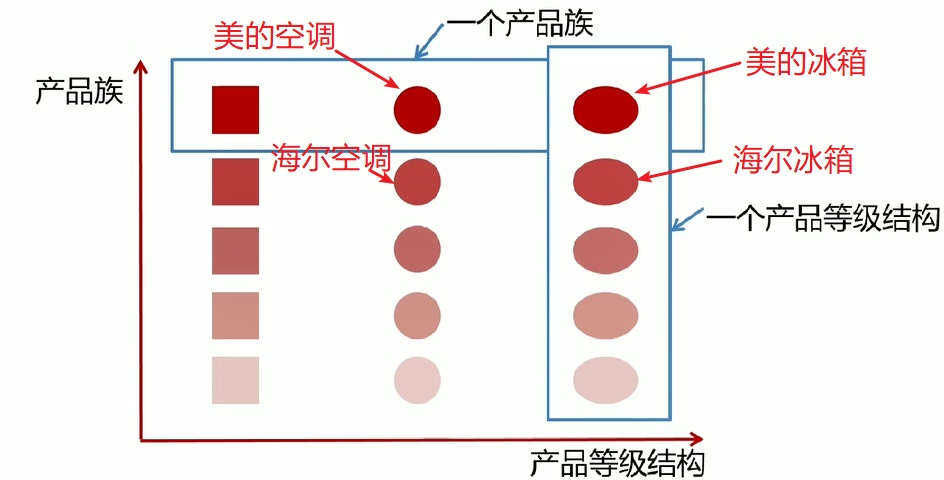 一个产品族
美的空调
美的冰箱
产品族
海尔空调
海尔冰箱
一个产品等级结构
产品等级结构